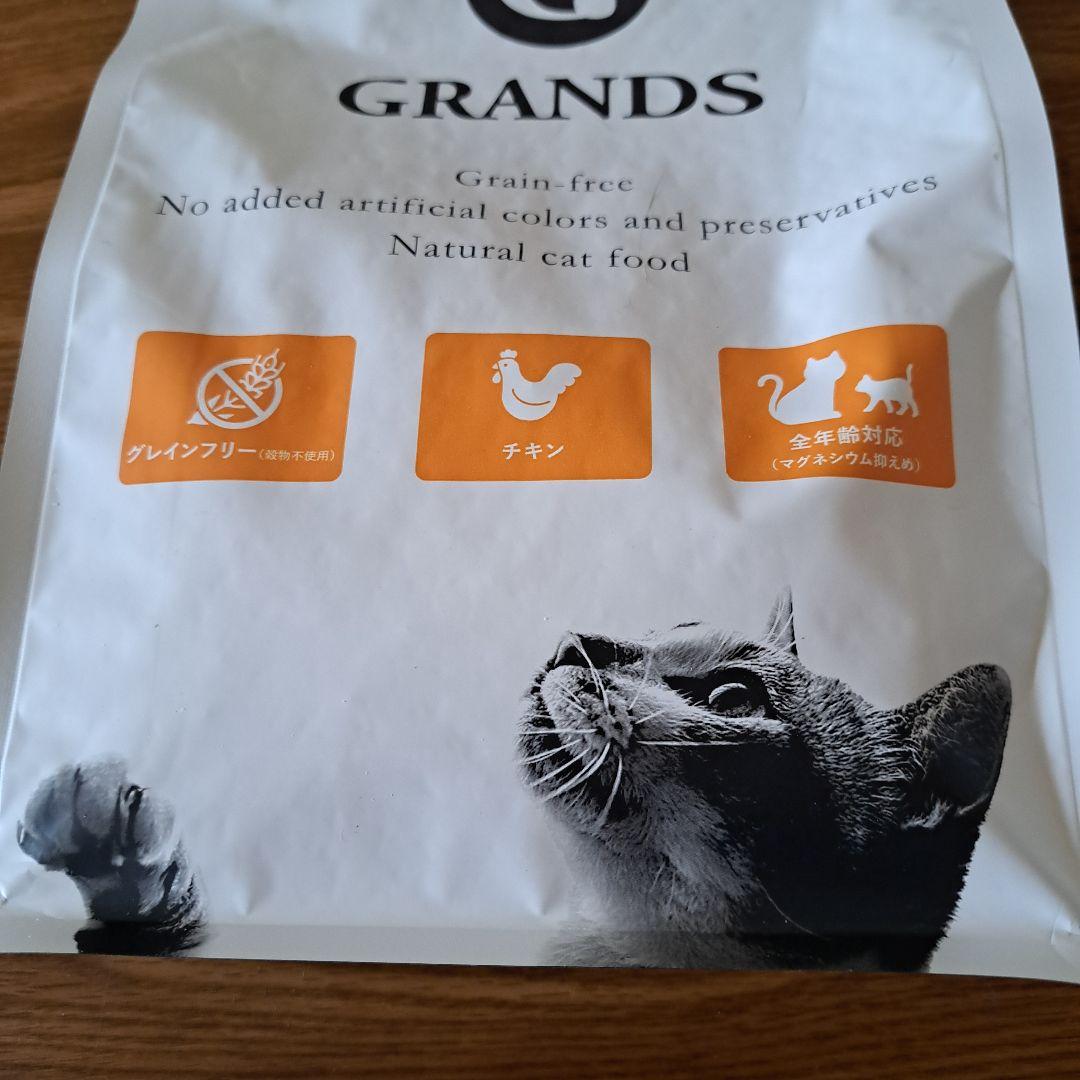 GRANDS
Grain-free
No added artificial colors and preservatives
Natural cat food
グレインフリー(穀物不使用)
チキン
全年齢対応
(マグネシウム抑えめ)